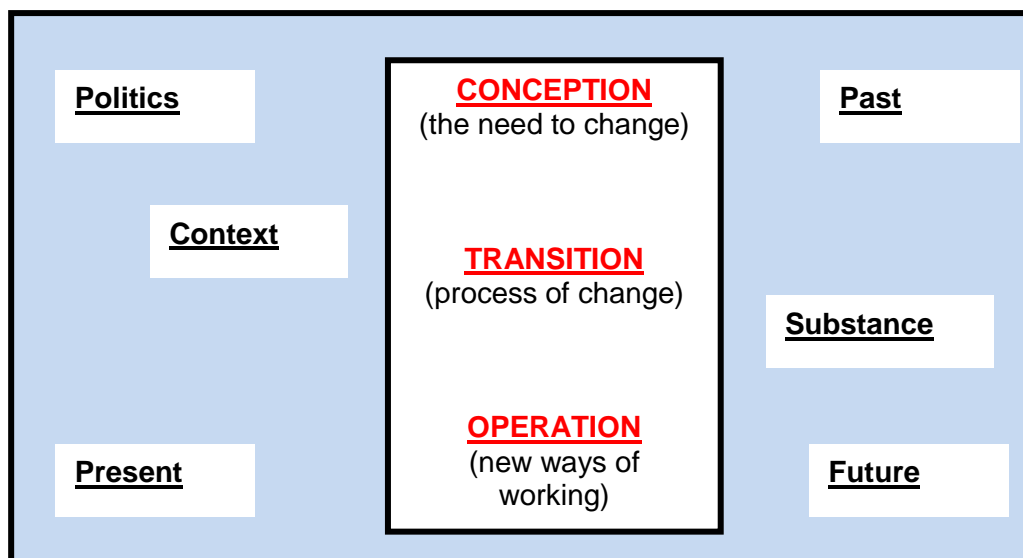 Politics
Context
Present
CONCEPTION
(the need to change)
TRANSITION
(process of change)
OPERATION
(new ways of
working)
Past
Substance
Future